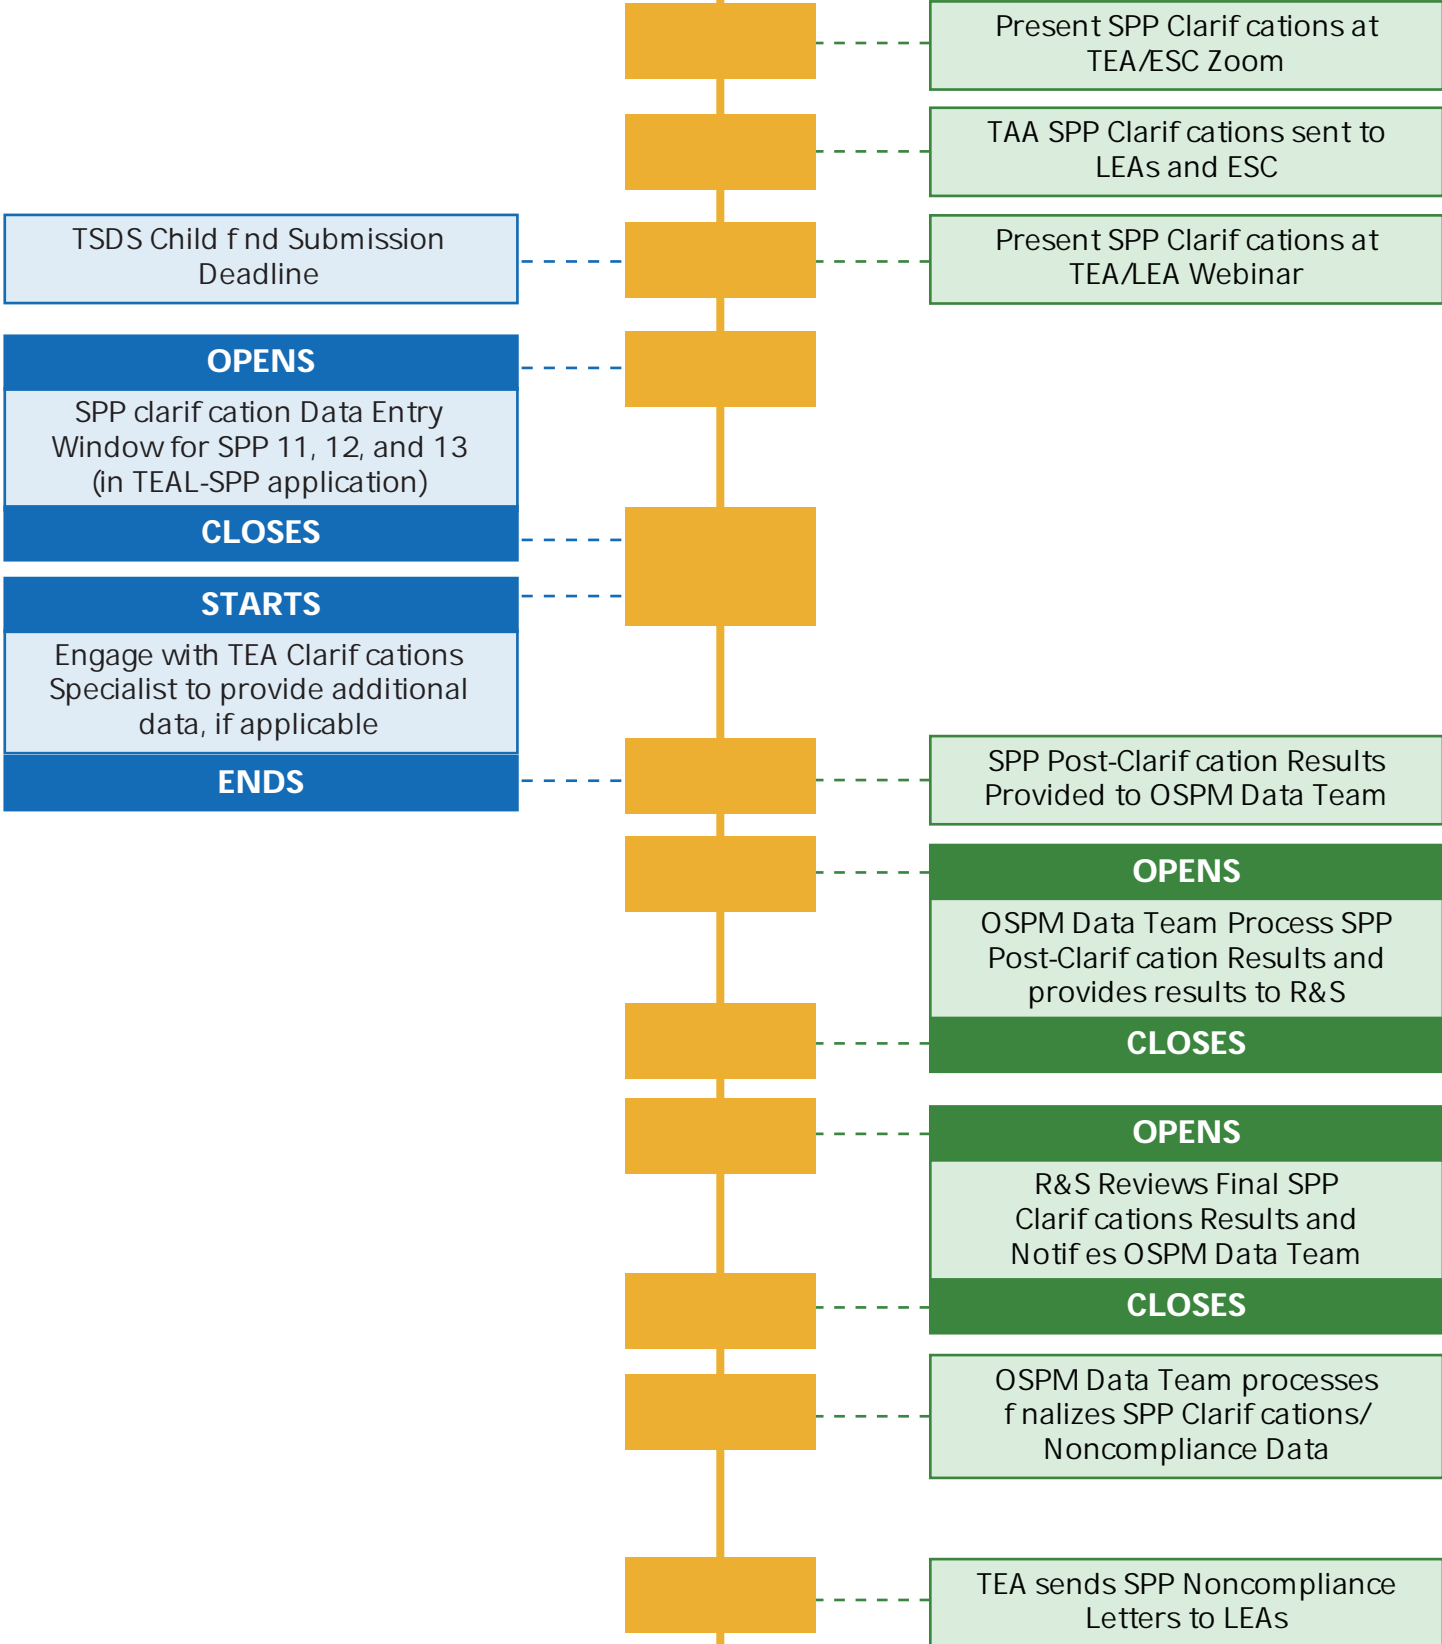 Present SPP Clarif cations at
TEA/ESC Zoom
TAA SPP Clarif cations sent to
LEAs and ESC
TSDS Child f nd Submission
Deadline
Present SPP Clarif cations at
TEA/LEA Webinar
OPENS
SPP clarif cation Data Entry
Window for SPP 11, 12, and 13
(in TEAL-SPP application)
CLOSES
STARTS
Engage with TEA Clarif cations
Specialist to provide additional
data, if applicable
ENDS
SPP Post-Clarif cation Results
Provided to OSPM Data Team
OPENS
OSPM Data Team Process SPP
Post-Clarif cation Results and
provides results to R&S
CLOSES
OPENS
R&S Reviews Final SPP
Clarif cations Results and
Notif es OSPM Data Team
CLOSES
OSPM Data Team processes
f nalizes SPP Clarif cations/
Noncompliance Data
TEA sends SPP Noncompliance
Letters to LEAs